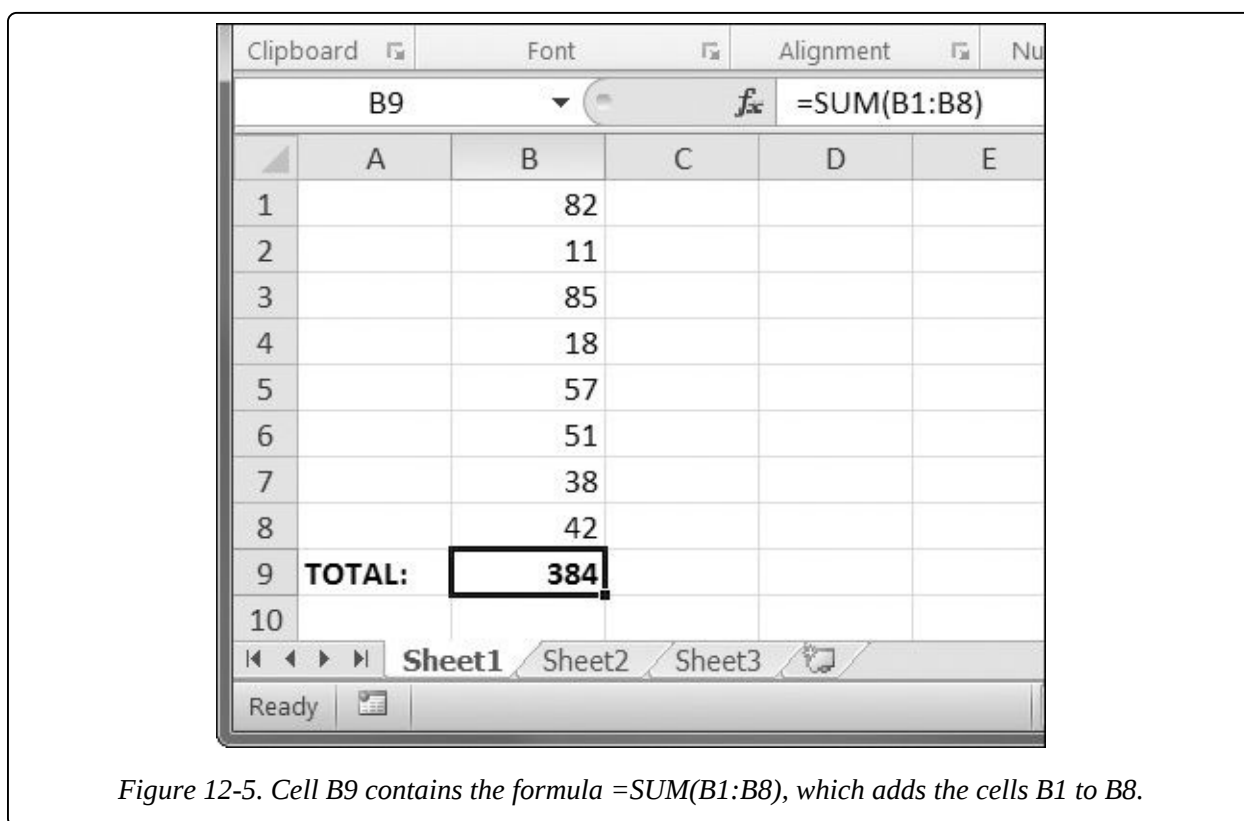 Clipboard Font Alignment Nu
B9 fx =SUM(B1:B8)
A B C D E
1 82
2 11
3 85
4 18
5 57
6 51
7 38
8 42
9 TOTAL: 384
10
Sheet1 Sheet2 Sheet3
Ready
Figure 12-5. Cell B9 contains the formula =SUM(B1:B8), which adds the cells B1 to B8.